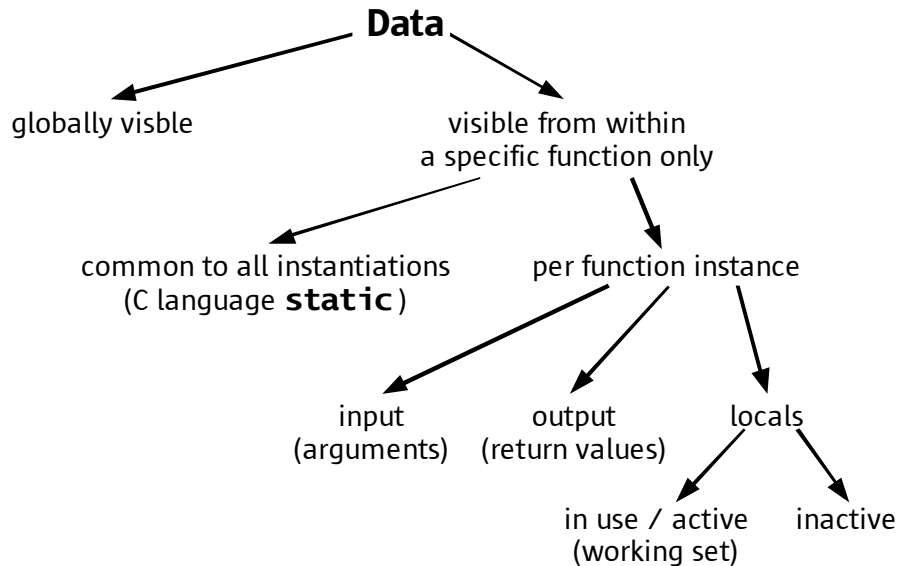 Data
globally visble
visible from within
a specific function only
common to all instantiations
(C language static)
per function instance
input
(arguments)
output
(return values)
locals
in use / active
(working set)
inactive